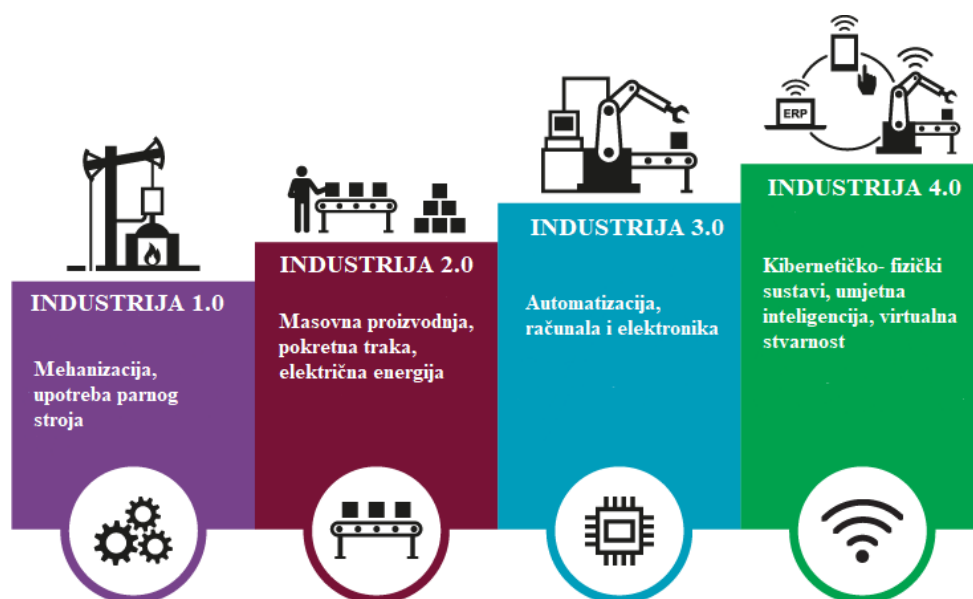 INDUSTRIJA 1.0
Mehanizacija,
upotreba parnog
stroja
INDUSTRIJA 2.0
Masovna proizvodnja,
pokretna traka,
električna energija
INDUSTRIJA 3.0
Automatizacija,
računala i elektronika
ERP
INDUSTRIJA 4.0
Kibernetičko- fizički
sustavi, umjetna
inteligencija, virtualna
stvarnost